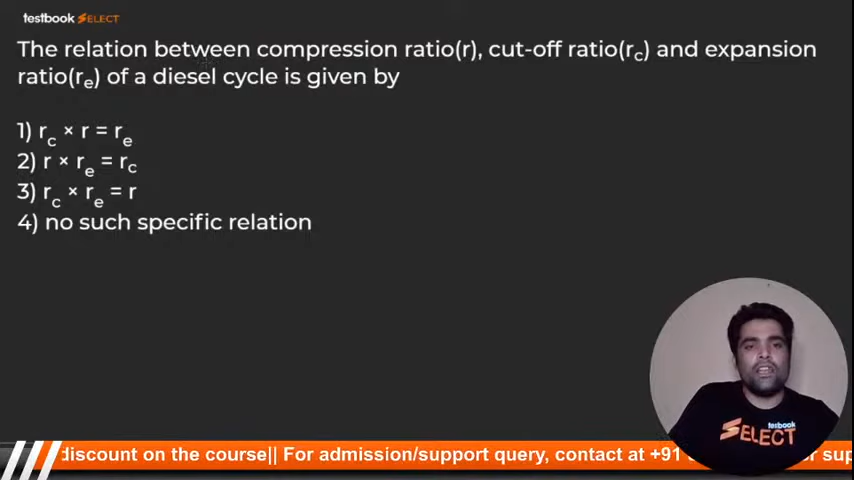 testbook SELECT
The relation between compression ratio(r), cut-off ratio(rc) and expansion
ratio(re) of a diesel cycle is given by
1) rc × r = re
2) r × re = rc
3) rc × re = r
4) no such specific relation
testbook
SELECT
discount on the course|| For admission/support query, contact at +91